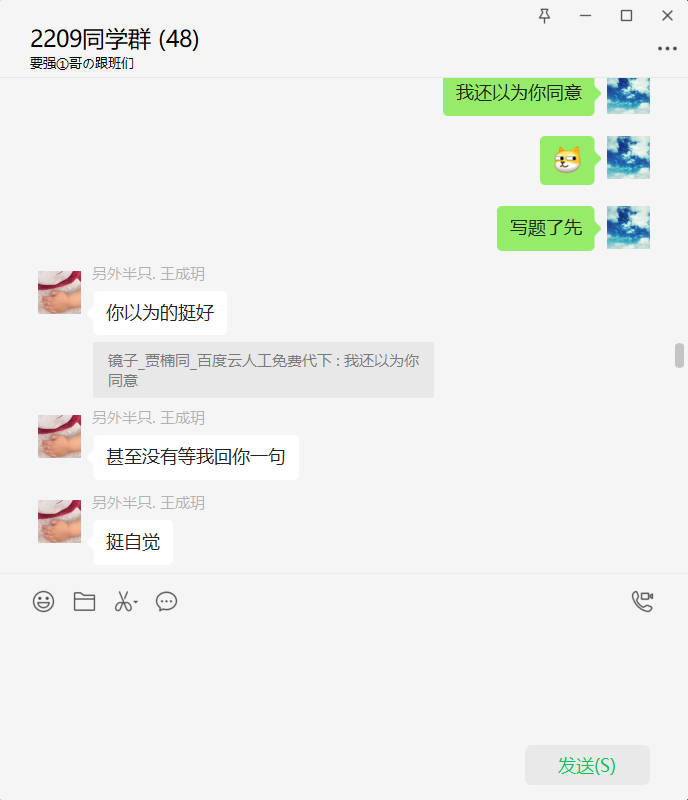 2209同学群 (48)
要强①哥の跟班们
我还以为你同意
写题了先
另外半只. 王成玥
你以为的挺好
镜子_贾楠同_百度云人工免费代下 : 我还以为你
同意
另外半只. 王成玥
甚至没有等我回你一句
另外半只. 王成玥
挺自觉
发送(S)